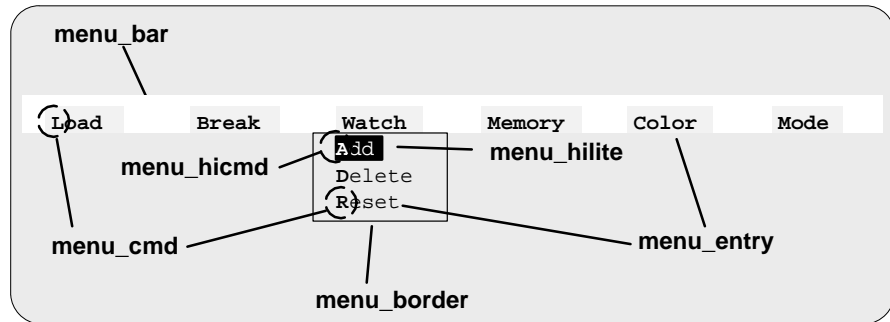 menu_bar
Load Break Watch Memory Color Mode
Add
menu_hicmd menu_hilite
Delete
Reset
menu_cmd menu_entry
menu_border